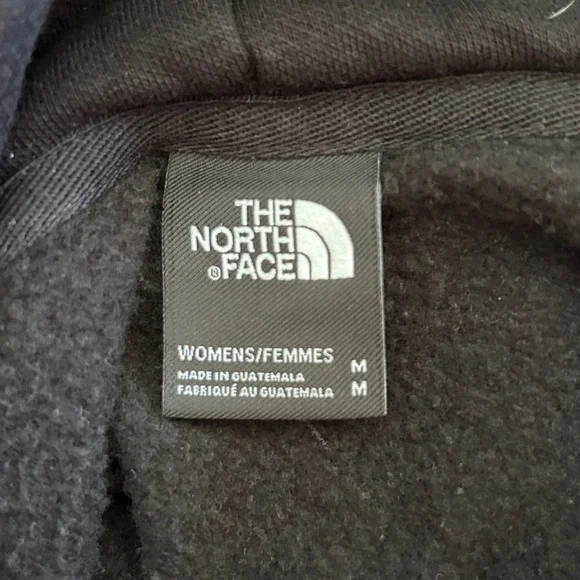 THE
NORTH
®FACE
WOMENS/FEMMES M
MADE IN GUATEMALA
FABRIQUÉ AU GUATEMALA M